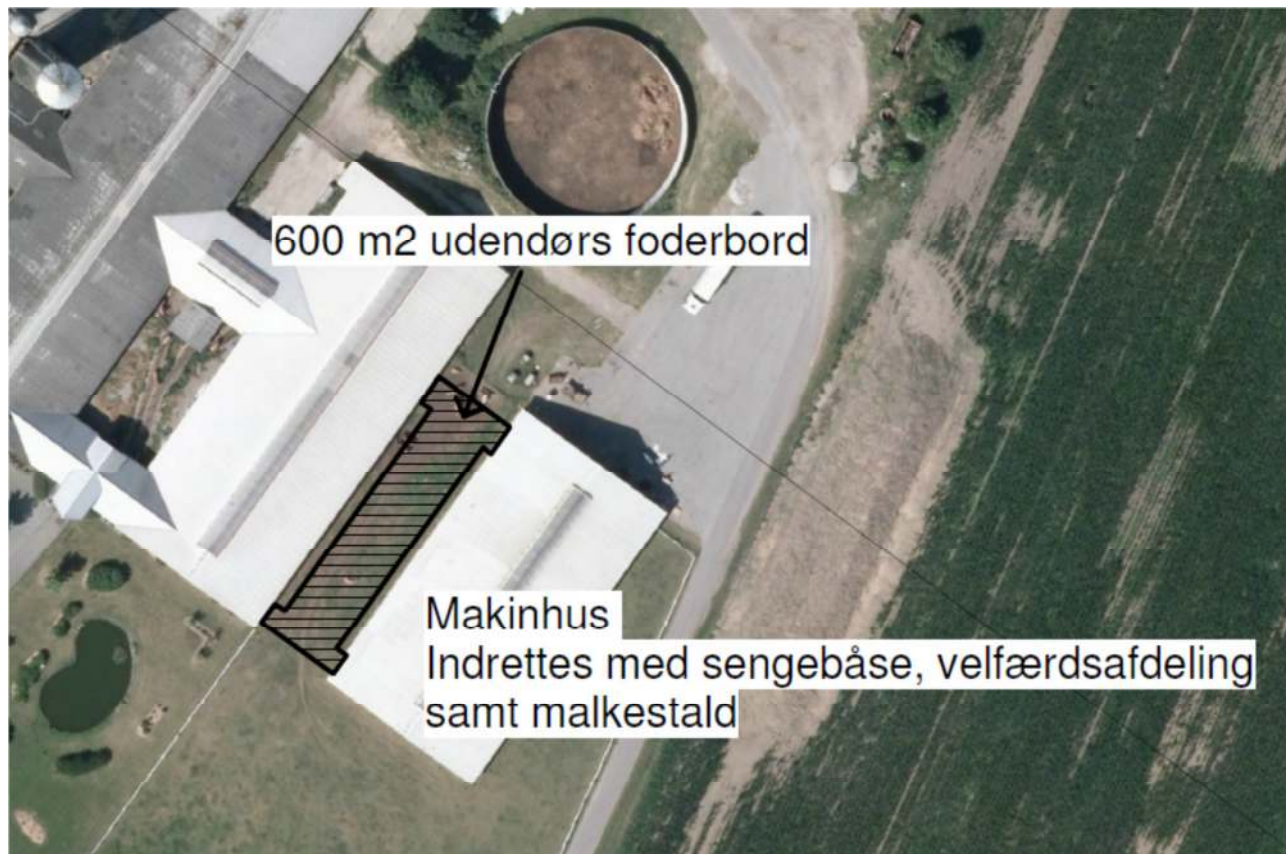 600 m2 udendørs foderbord
Makinhus
Indrettes med sengebåse, velfærdsafdeling
samt malkestald